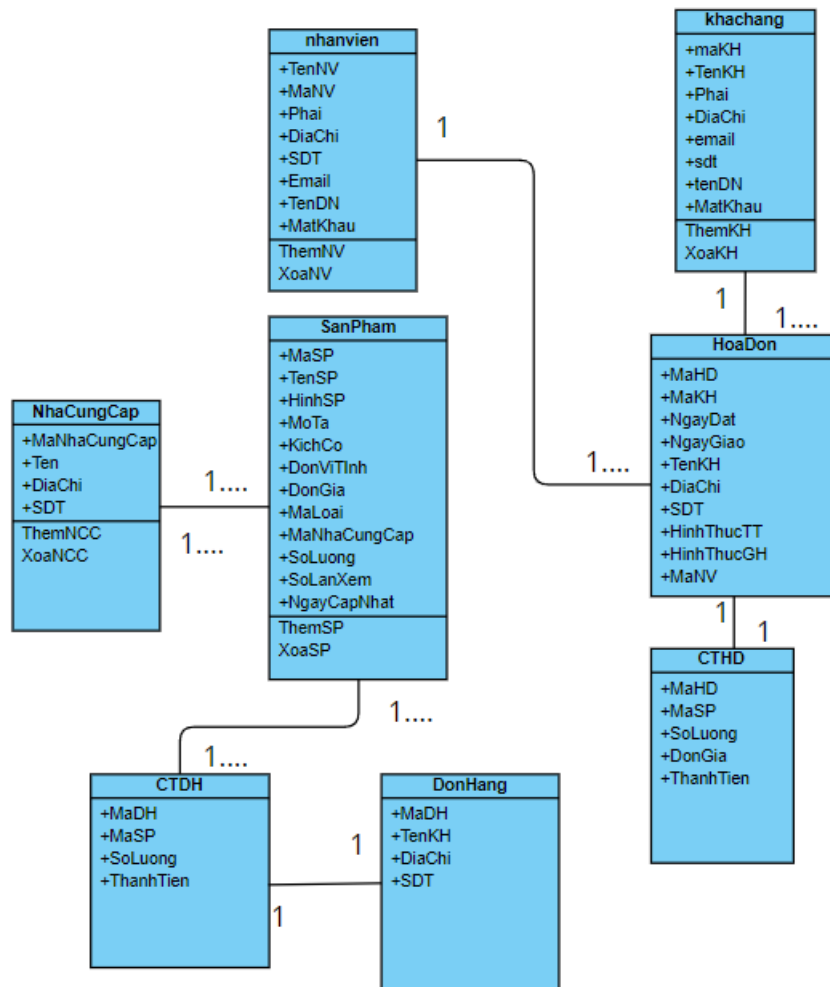 nhanvien
+TenNV
+MaNV
+Phai
+DiaChi
+SDT
+Email
+TenDN
+MatKhau
ThemNV
XoaNV
1
khachang
+maKH
+TenKH
+Phai
+DiaChi
+email
+sdt
+tenDN
+MatKhau
ThemKH
XoaKH
1
1....
HoaDon
+MaHD
+MaKH
+NgayDat
+NgayGiao
+TenKH
+DiaChi
+SDT
+HinhThucTT
+HinhThucGH
+MaNV
1....
SanPham
+MaSP
+TenSP
+HinhSP
+MoTa
+KichCo
+DonViTInh
+DonGia
+MaLoai
+MaNhaCungCap
+SoLuong
+SoLanXem
+NgayCapNhat
ThemSP
XoaSP
NhaCungCap
+MaNhaCungCap
+Ten
+DiaChi
+SDT
ThemNCC
XoaNCC
1....
1....
1
1
CTHD
+MaHD
+MaSP
+SoLuong
+DonGia
+ThanhTien
1....
1....
CTDH
+MaDH
+MaSP
+SoLuong
+ThanhTien
1
1
DonHang
+MaDH
+TenKH
+DiaChi
+SDT